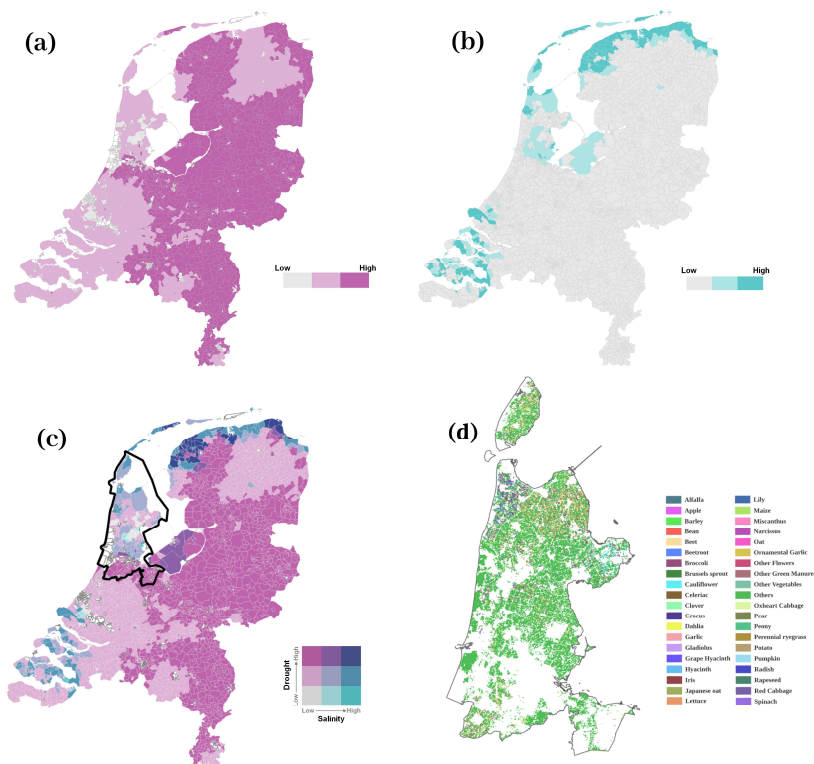 (a)
Low High
(b)
Low High
(c)
Drought
Low High
Low High
Salinity
(d)
Alfalfa
Apple
Barley
Bean
Beet
Beetroot
Broccoli
Brussels sprout
Cauliflower
Celeriac
Clover
Crocus
Dahlia
Garlic
Gladiolus
Grape Hyacinth
Hyacinth
Iris
Japanese oat
Lettuce
Lily
Maize
Miscanthus
Narcissus
Oat
Ornamental Garlic
Other Flowers
Other Green Manure
Other Vegetables
Others
Oxheart Cabbage
Pear
Peony
Perennial ryegrass
Potato
Pumpkin
Radish
Rapeseed
Red Cabbage
Spinach